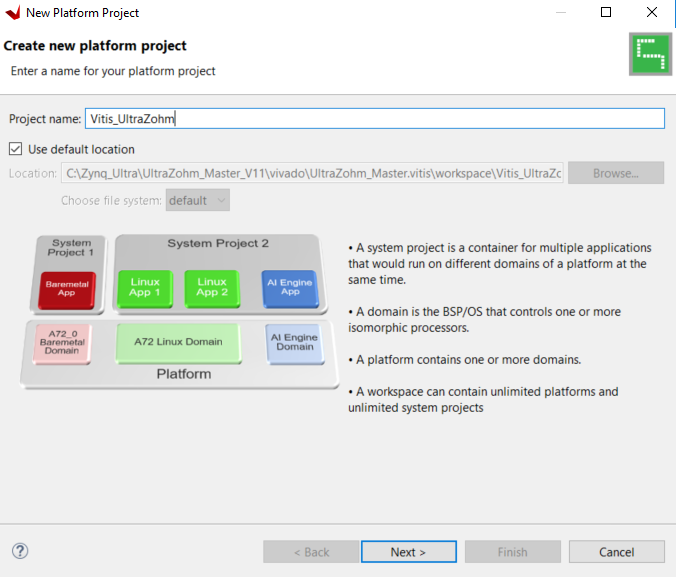 New Platform Project
Create new platform project
Enter a name for your platform project
Project name: Vitis_UltraZohm
Use default location
Location: C:\Zynq_Ultra\UltraZohm_Master_V11\vivado\UltraZohm_Master.vitis\workspace\Vitis_UltraZc Browse...
Choose file system: default
System
Project 1
System Project 2
Baremetal
App
Linux
App 1
Linux
App 2
AI Engine
App
A72_0
Baremetal
Domain
A72 Linux Domain
AI Engine
Domain
Platform
• A system project is a container for multiple applications
that would run on different domains of a platform at the
same time.
• A domain is the BSP/OS that controls one or more
isomorphic processors.
• A platform contains one or more domains.
• A workspace can contain unlimited platforms and
unlimited system projects
? < Back Next > Finish Cancel